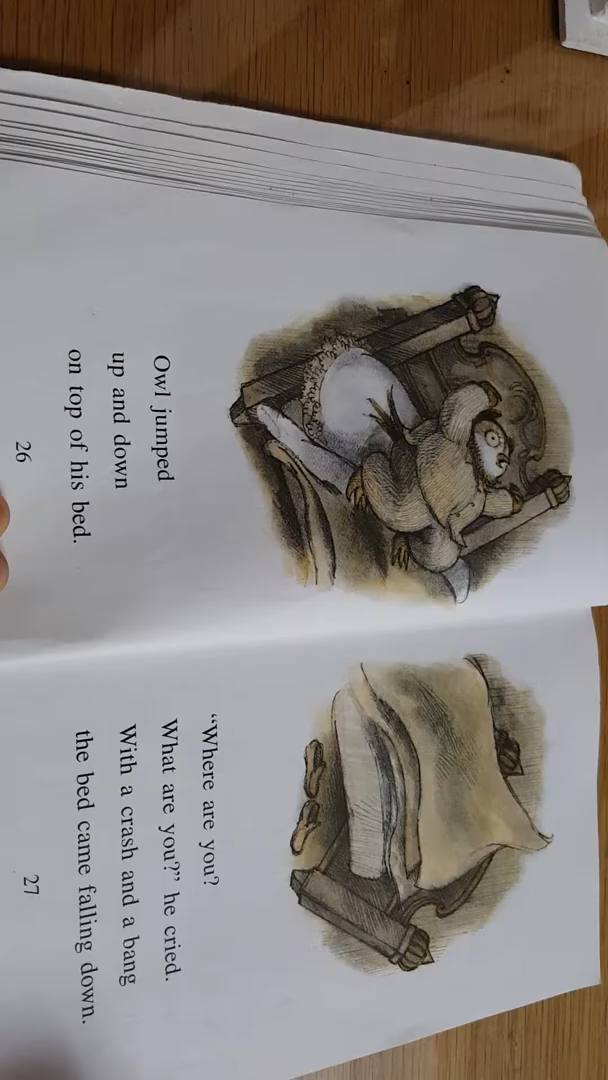 Owl jumped
up and down
on top of his bed.
26
“Where are you?
What are you?” he cried.
With a crash and a bang
the bed came falling down.
27